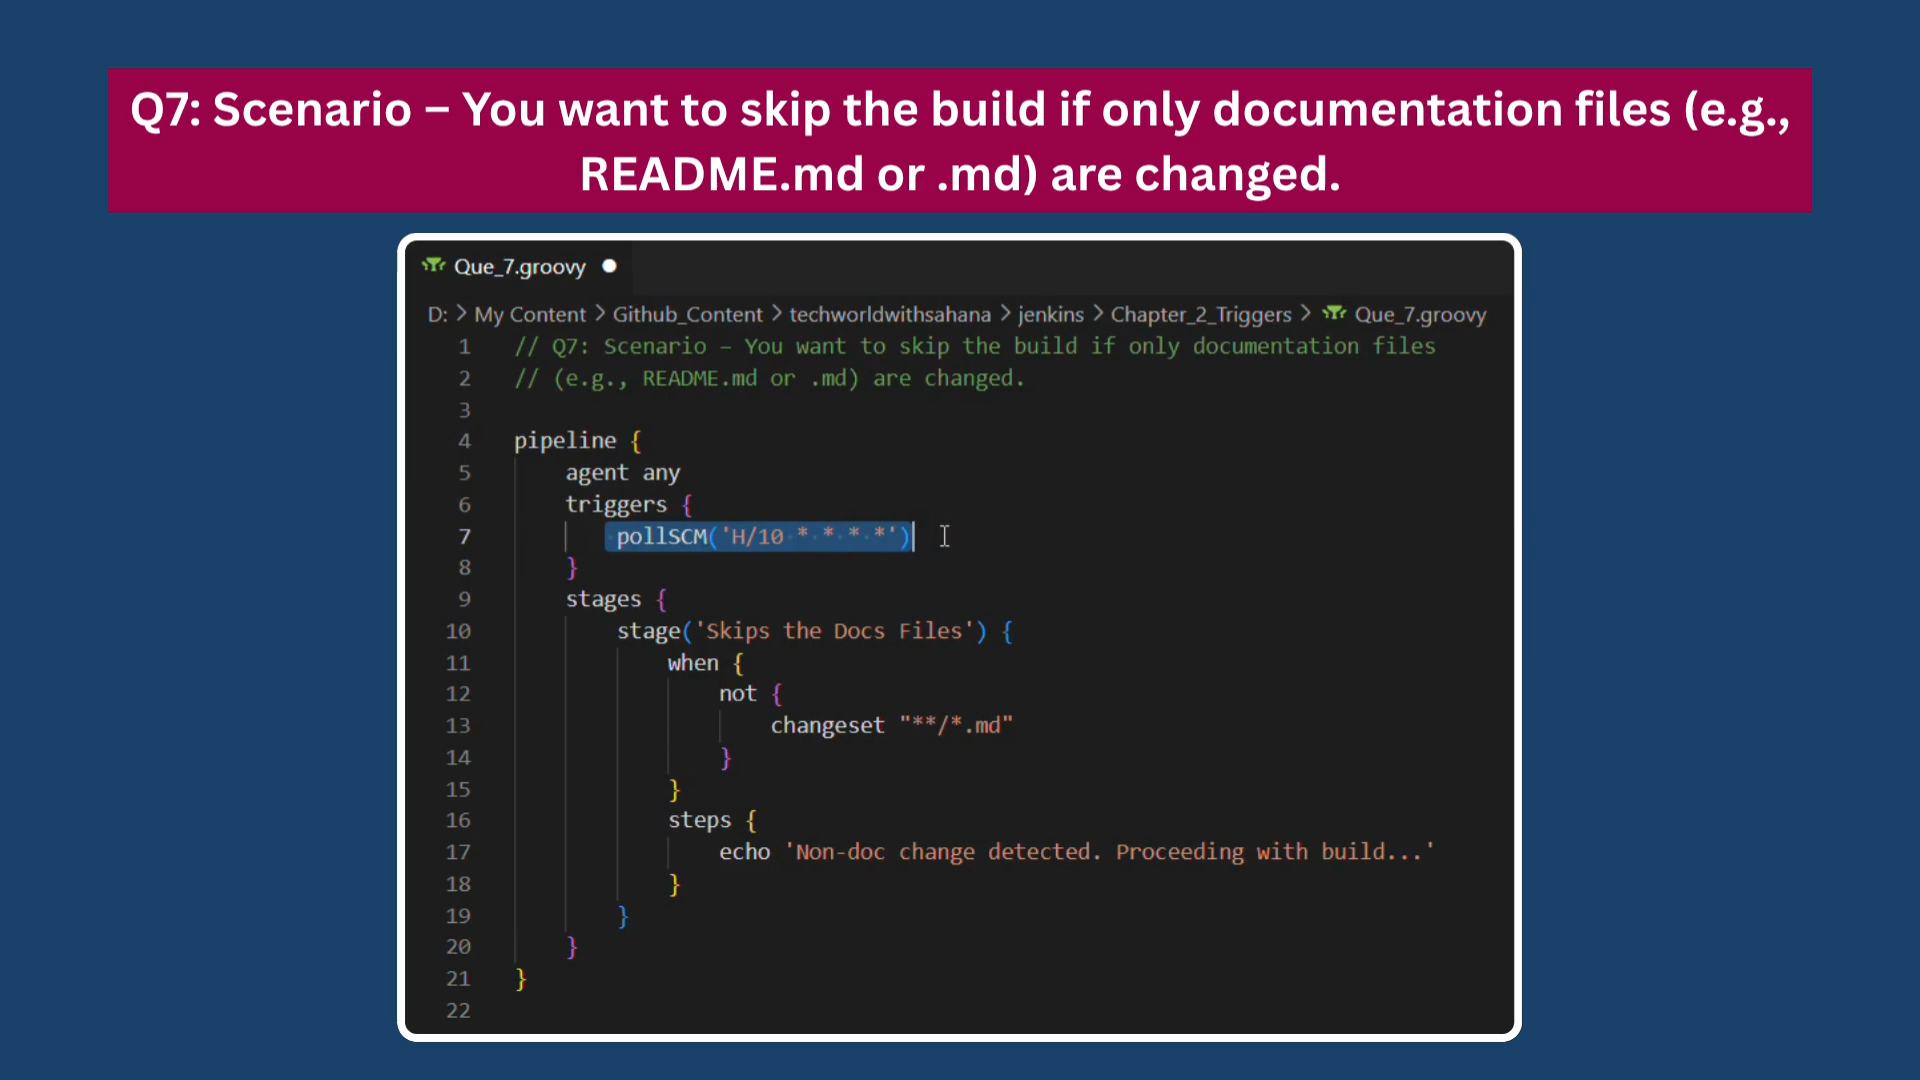 Q7: Scenario – You want to skip the build if only documentation files (e.g.,
README.md or .md) are changed.
Que_7.groovy
D: > My Content > Github_Content > techworldwithsahana > jenkins > Chapter_2_Triggers > Que_7.groovy
1 // Q7: Scenario – You want to skip the build if only documentation files
2 // (e.g., README.md or .md) are changed.
3
4 pipeline {
5     agent any
6     triggers {
7         pollSCM('H/10 * * * *')
8     }
9     stages {
10         stage('Skips the Docs Files') {
11             when {
12                 not {
13                     changeset "**/*.md"
14                 }
15             }
16             steps {
17                 echo 'Non-doc change detected. Proceeding with build...'
18             }
19         }
20     }
21 }
22